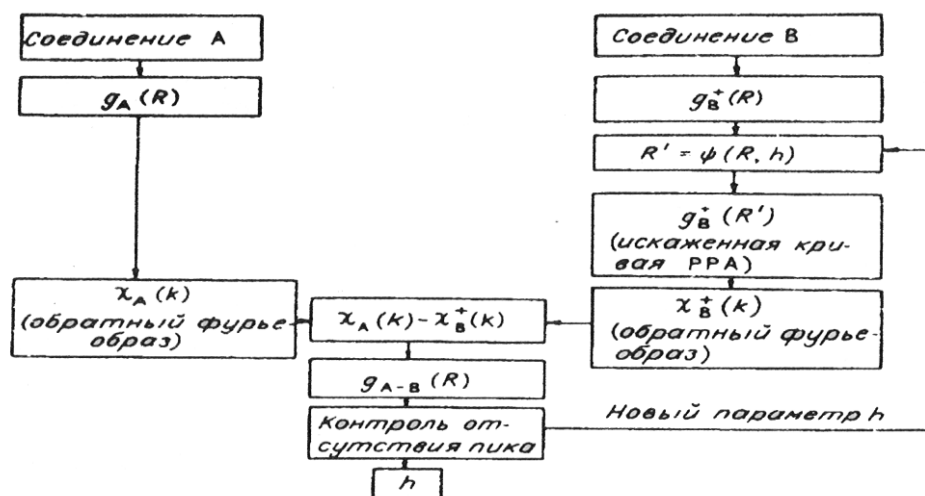 Соединение A
g_A (R)
χ_A (k)
(обратный фурье-
образ)
Соединение B
g_B^+ (R)
R' = ψ (R, h)
g_B^+ (R')
(искаженная кри-
вая РРА)
χ_B^+ (k)
(обратный фурье-
образ)
χ_A (k) – χ_B^+ (k)
g_A-B (R)
Контроль от-
сутствия пика
Новый параметр h
h